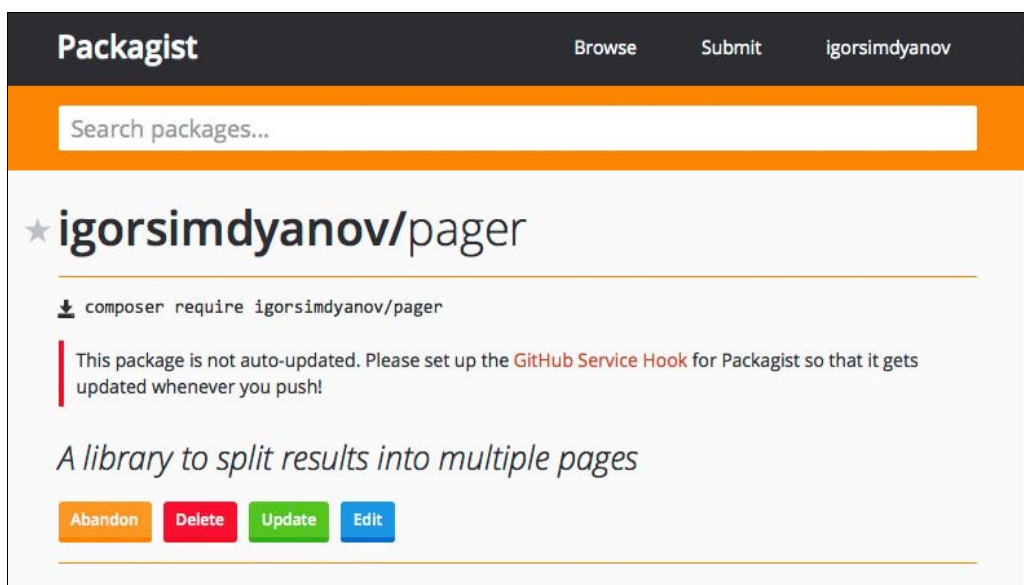 Packagist Browse Submit igorsimdyanov
Search packages...
igorsimdyanov/pager
composer require igorsimdyanov/pager
This package is not auto-updated. Please set up the GitHub Service Hook for Packagist so that it gets
updated whenever you push!
A library to split results into multiple pages
Abandon Delete Update Edit